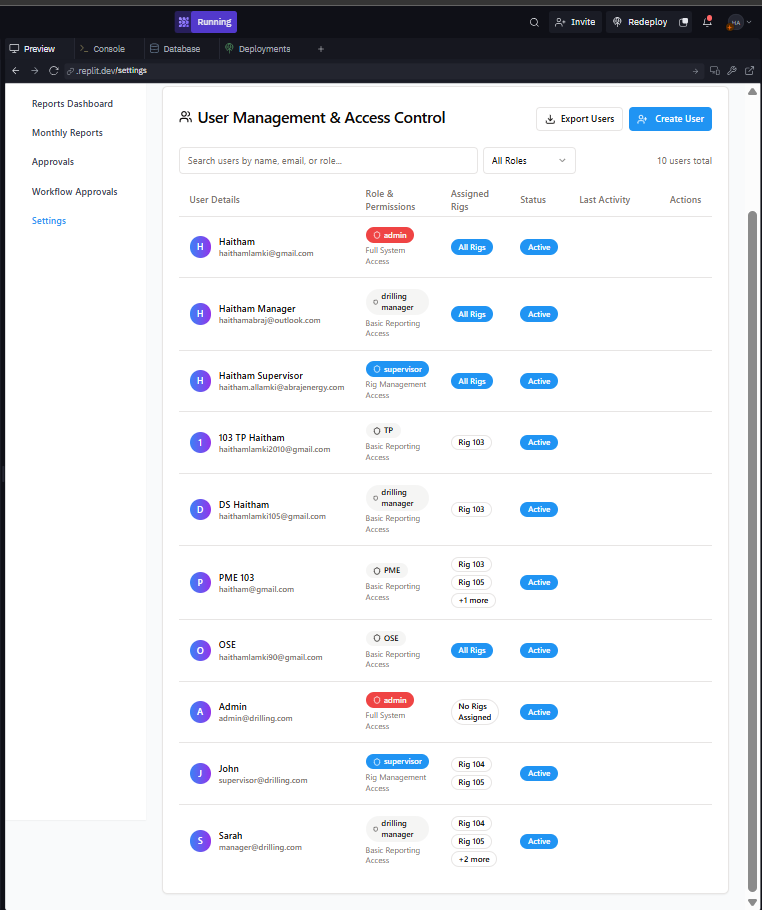 Running
Invite
Redeploy
HA
Preview
Console
Database
Deployments
.replit.dev/settings
Reports Dashboard
Monthly Reports
Approvals
Workflow Approvals
Settings
User Management & Access Control
Export Users
Create User
Search users by name, email, or role...
All Roles
10 users total
User Details
Role &
Permissions
Assigned
Rigs
Status
Last Activity
Actions
H
Haitham
haithamlamki@gmail.com
admin
Full System
Access
All Rigs
Active
H
Haitham Manager
haithamabraj@outlook.com
drilling
manager
Basic Reporting
Access
All Rigs
Active
H
Haitham Supervisor
haitham.allamki@abrajenergy.com
supervisor
Rig Management
Access
All Rigs
Active
1
103 TP Haitham
haithamlamki2010@gmail.com
TP
Basic Reporting
Access
Rig 103
Active
D
DS Haitham
haithamlamki105@gmail.com
drilling
manager
Basic Reporting
Access
Rig 103
Active
P
PME 103
haitham@gmail.com
PME
Basic Reporting
Access
Rig 103
Rig 105
+1 more
Active
O
OSE
haithamlamki90@gmail.com
OSE
Basic Reporting
Access
All Rigs
Active
A
Admin
admin@drilling.com
admin
Full System
Access
No Rigs
Assigned
Active
J
John
supervisor@drilling.com
supervisor
Rig Management
Access
Rig 104
Rig 105
Active
S
Sarah
manager@drilling.com
drilling
manager
Basic Reporting
Access
Rig 104
Rig 105
+2 more
Active